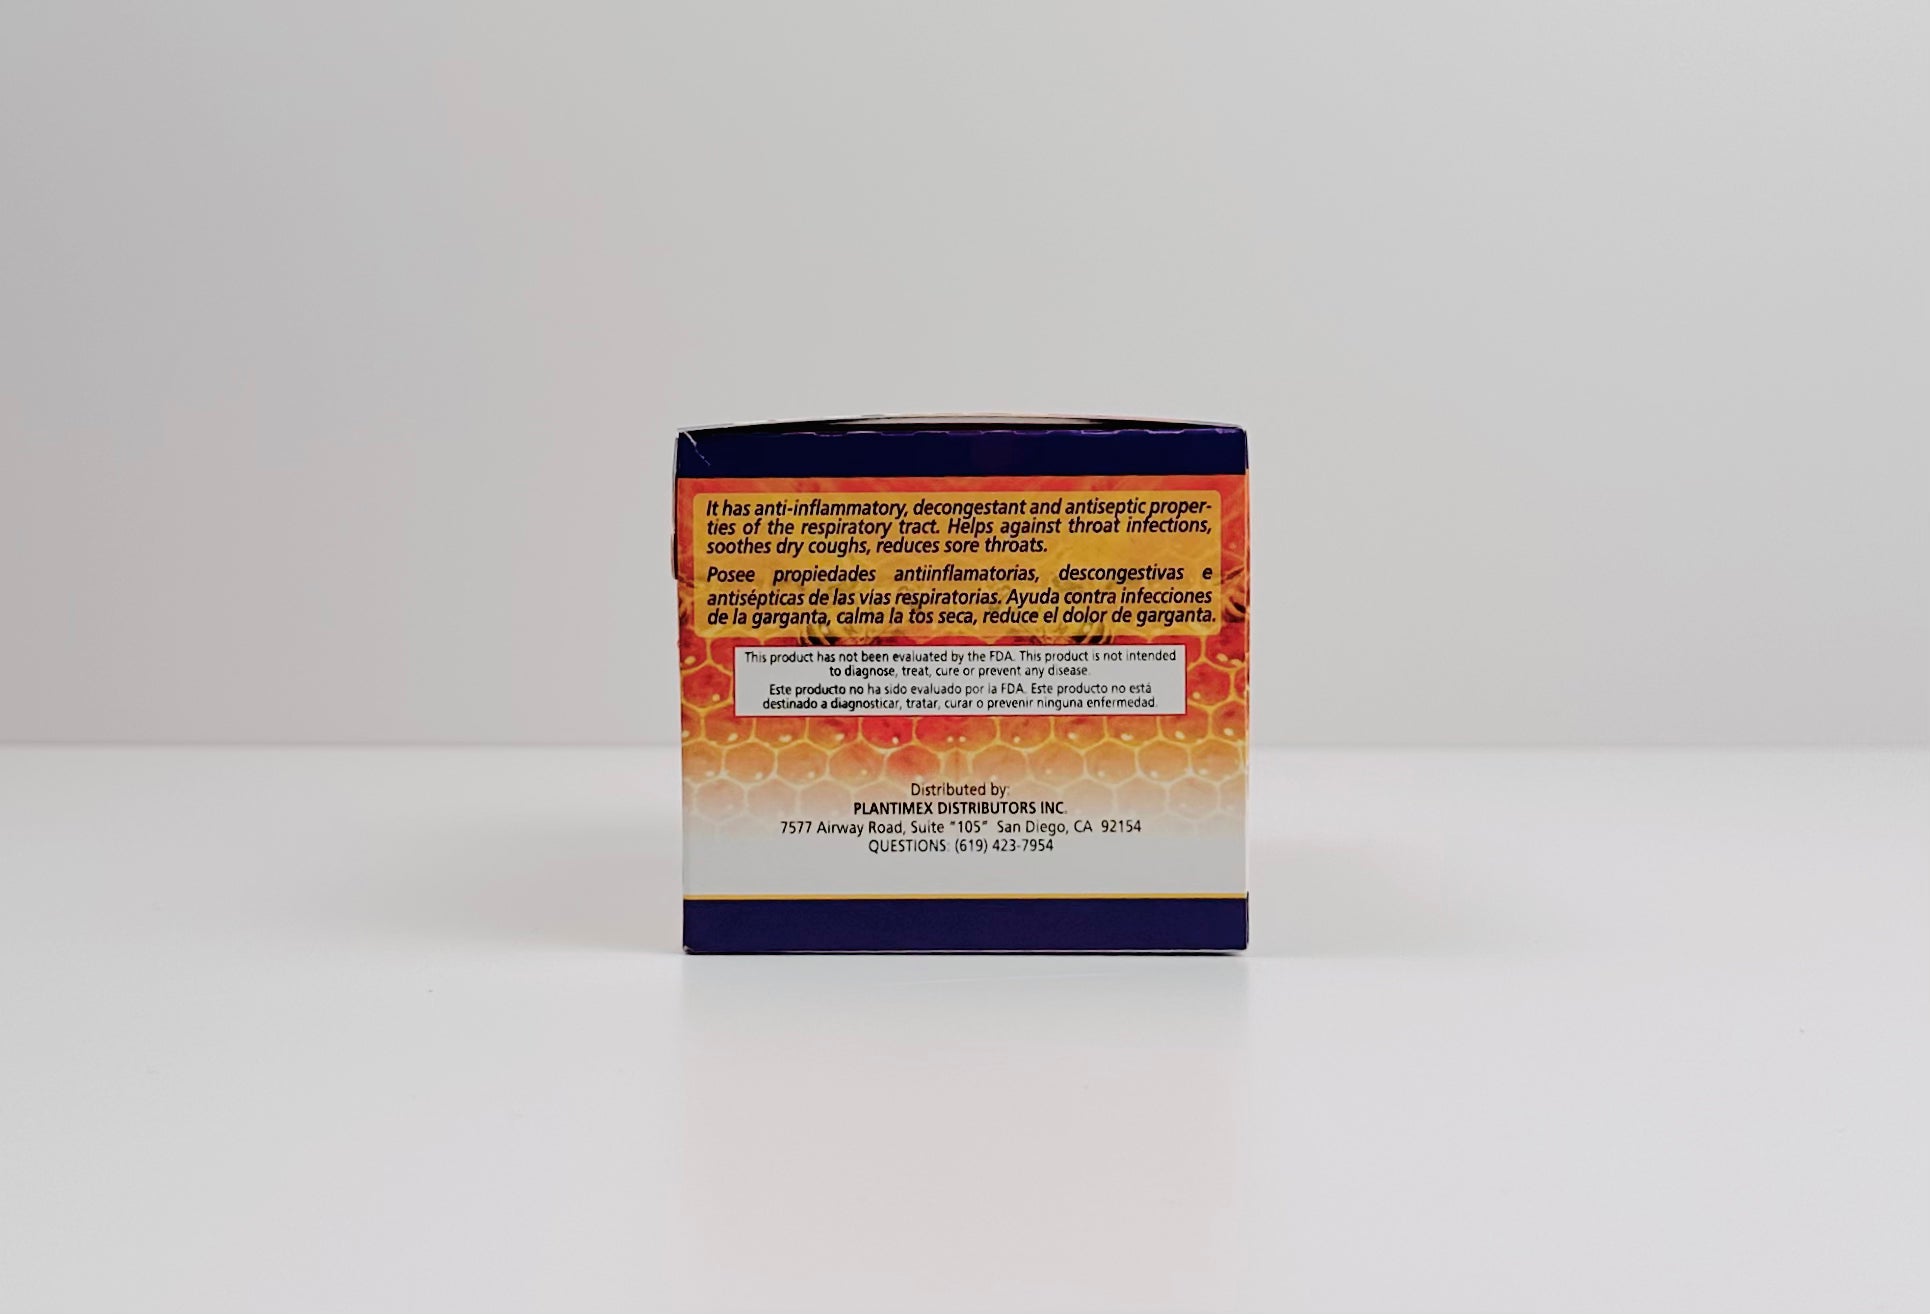 It has anti-inflammatory, decongestant and antiseptic proper-
ties of the respiratory tract. Helps against throat infections,
soothes dry coughs, reduces sore throats.
Posee propiedades antiinflamatorias, descongestivas e
antisépticas de las vías respiratorias. Ayuda contra infecciones
de la garganta, calma la tos seca, reduce el dolor de garganta.
This product has not been evaluated by the FDA. This product is not intended
to diagnose, treat, cure or prevent any disease.
Este producto no ha sido evaluado por la FDA. Este producto no está
destinado a diagnosticar, tratar, curar o prevenir ninguna enfermedad.
Distributed by:
PLANTIMEX DISTRIBUTORS INC.
7577 Airway Road, Suite "105" San Diego, CA 92154
QUESTIONS: (619) 423-7954